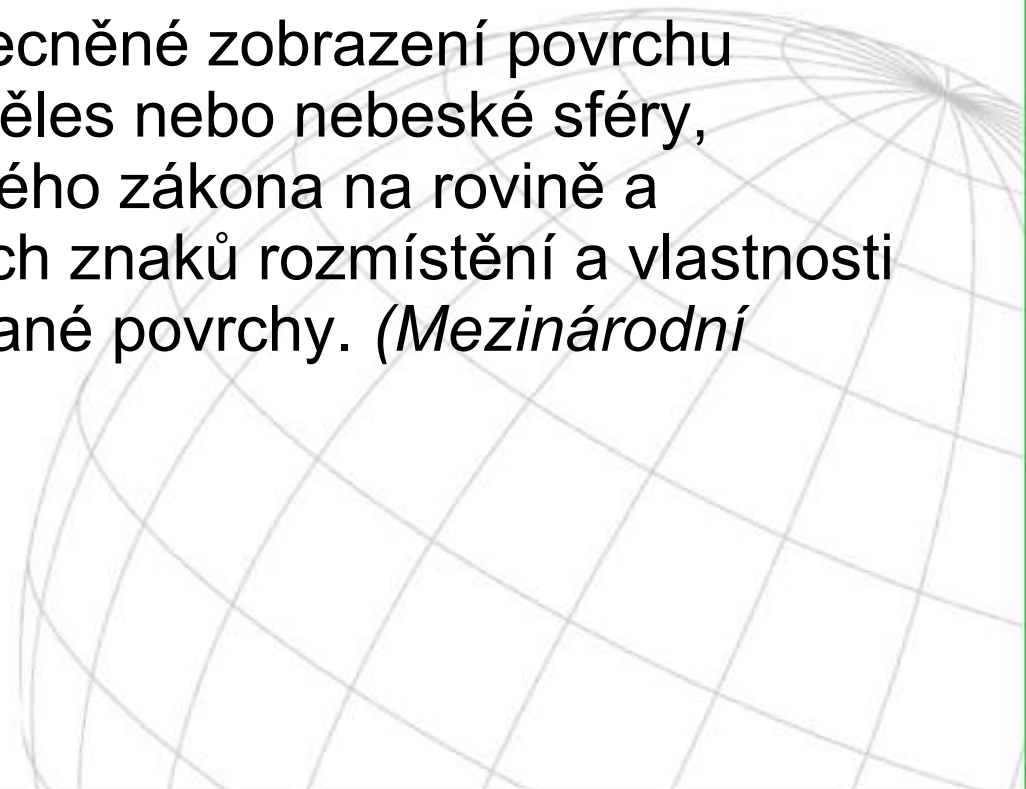 ecněné zobrazení povrchu
ěles nebo nebeské sféry,
ého zákona na rovině a
ch znaků rozmístění a vlastnosti
ané povrchy. (Mezinárodní